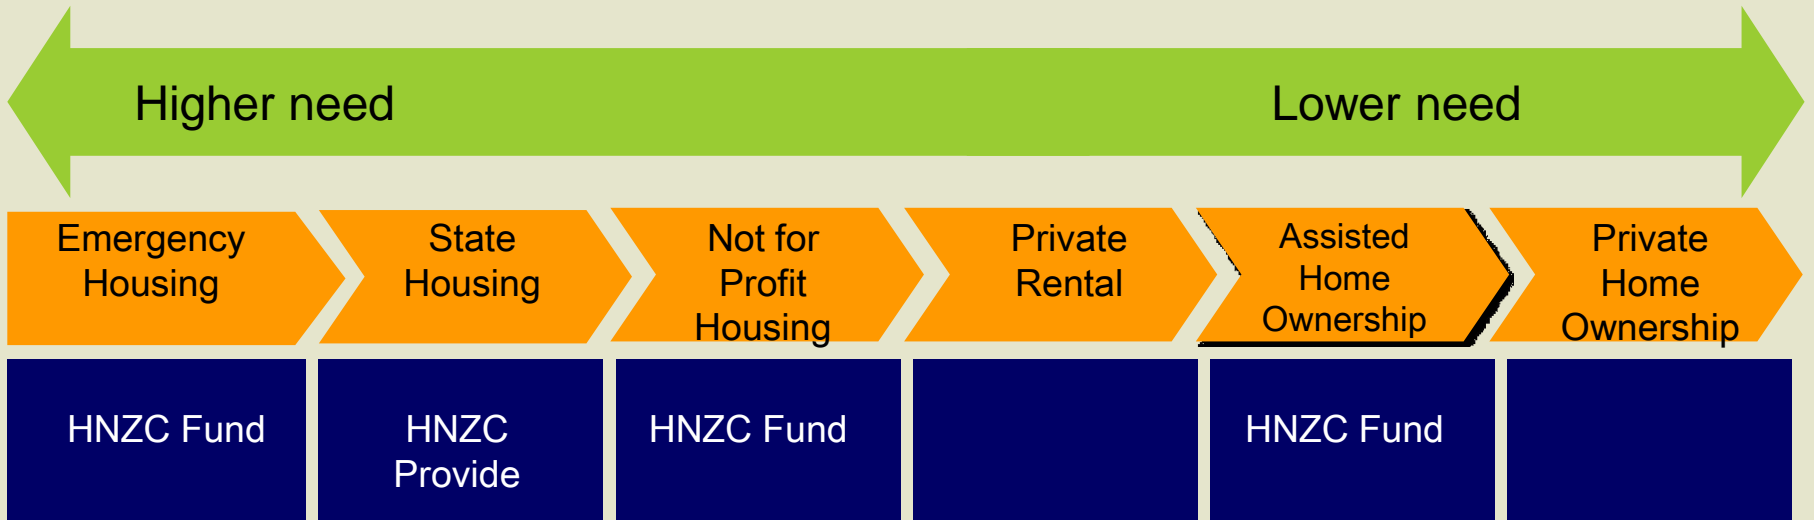 Higher need
Lower need
Emergency
Housing
State
Housing
Not for
Profit
Housing
Private
Rental
Assisted
Home
Ownership
Private
Home
Ownership
HNZC Fund
HNZC
Provide
HNZC Fund
HNZC Fund